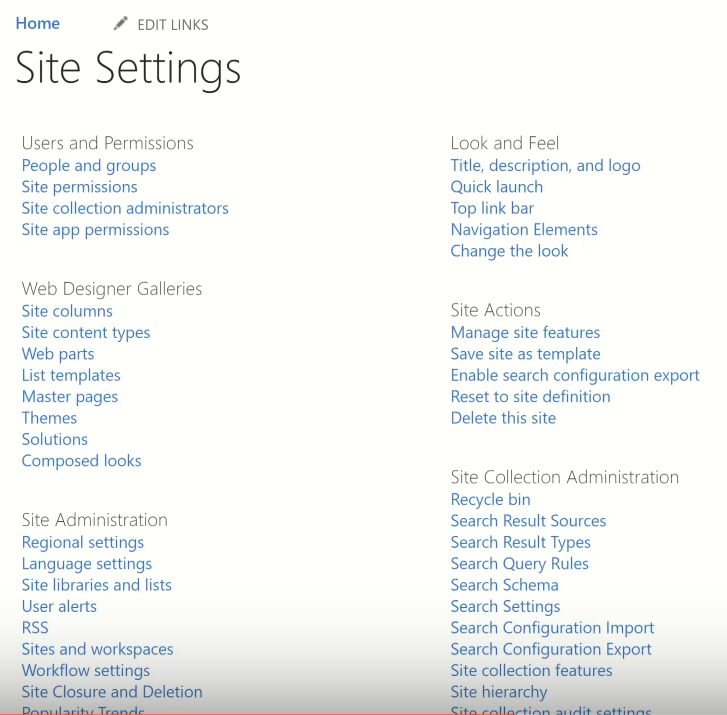 Home
EDIT LINKS
Site Settings
Users and Permissions
People and groups
Site permissions
Site collection administrators
Site app permissions
Web Designer Galleries
Site columns
Site content types
Web parts
List templates
Master pages
Themes
Solutions
Composed looks
Site Administration
Regional settings
Language settings
Site libraries and lists
User alerts
RSS
Sites and workspaces
Workflow settings
Site Closure and Deletion
Popularity Trends
Look and Feel
Title, description, and logo
Quick launch
Top link bar
Navigation Elements
Change the look
Site Actions
Manage site features
Save site as template
Enable search configuration export
Reset to site definition
Delete this site
Site Collection Administration
Recycle bin
Search Result Sources
Search Result Types
Search Query Rules
Search Schema
Search Settings
Search Configuration Import
Search Configuration Export
Site collection features
Site hierarchy
Site collection audit settings